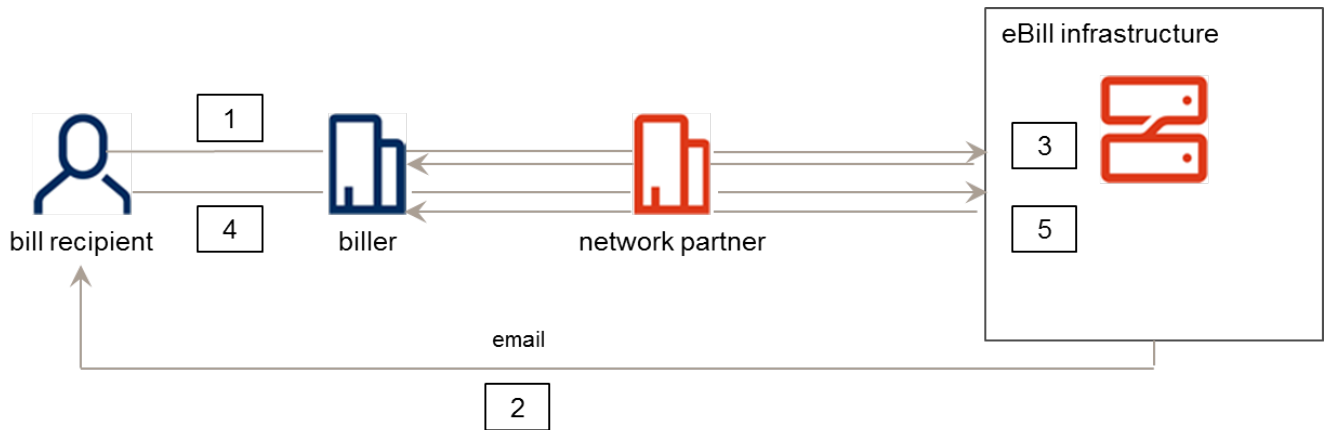 eBill infrastructure
1
3
4
5
bill recipient
biller
network partner
email
2